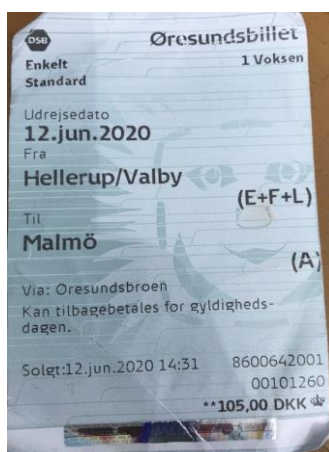 DSB Øresundsbillet
Enkelt 1 Voksen
Standard
Udrejsedato
12.jun.2020
Fra
Hellerup/Valby
(E+F+L)
Til
Malmö
(A)
Via: Øresundsbroen
Kan tilbagebetales for gyldigheds-
dagen.
Solgt:12.jun.2020 14:31 8600642001
00101260
**105,00 DKK